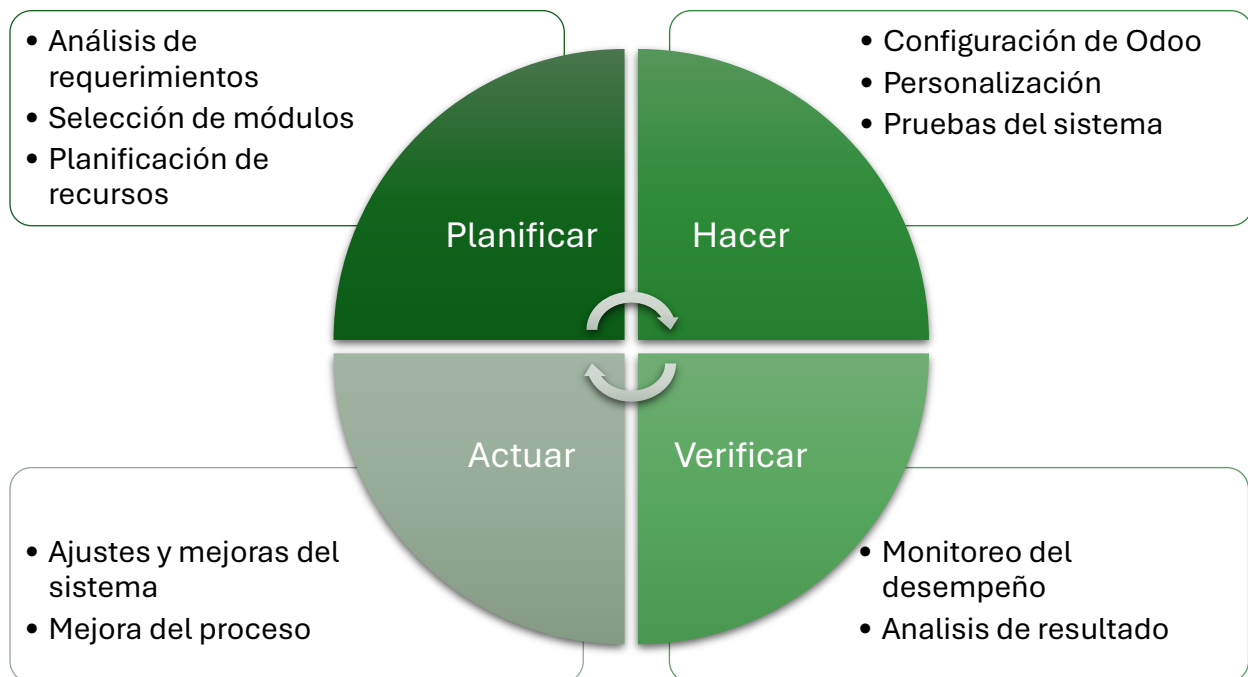 • Análisis de
requerimientos
• Selección de módulos
• Planificación de
recursos
• Configuración de Odoo
• Personalización
• Pruebas del sistema
Planificar
Hacer
Actuar
Verificar
• Ajustes y mejoras del
sistema
• Mejora del proceso
• Monitoreo del
desempeño
• Analisis de resultado